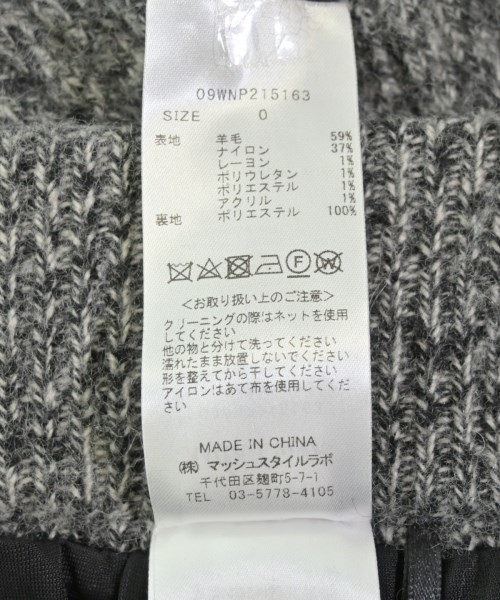 09WNP215163
SIZE 0
表地 羊毛 59%
ナイロン 37%
レーヨン 1%
ポリウレタン 1%
ポリエステル 1%
アクリル 1%
裏地 ポリエステル 100%
<お取り扱い上のご注意>
クリーニングの際はネットを使用
してください
他の物と分けて洗ってください
濡れたまま放置しないでください
形を整えてから干してください
アイロンはあて布を使用してください
MADE IN CHINA
(株) マッシュスタイルラボ
千代田区麹町5-7-1
TEL 03-5778-4105